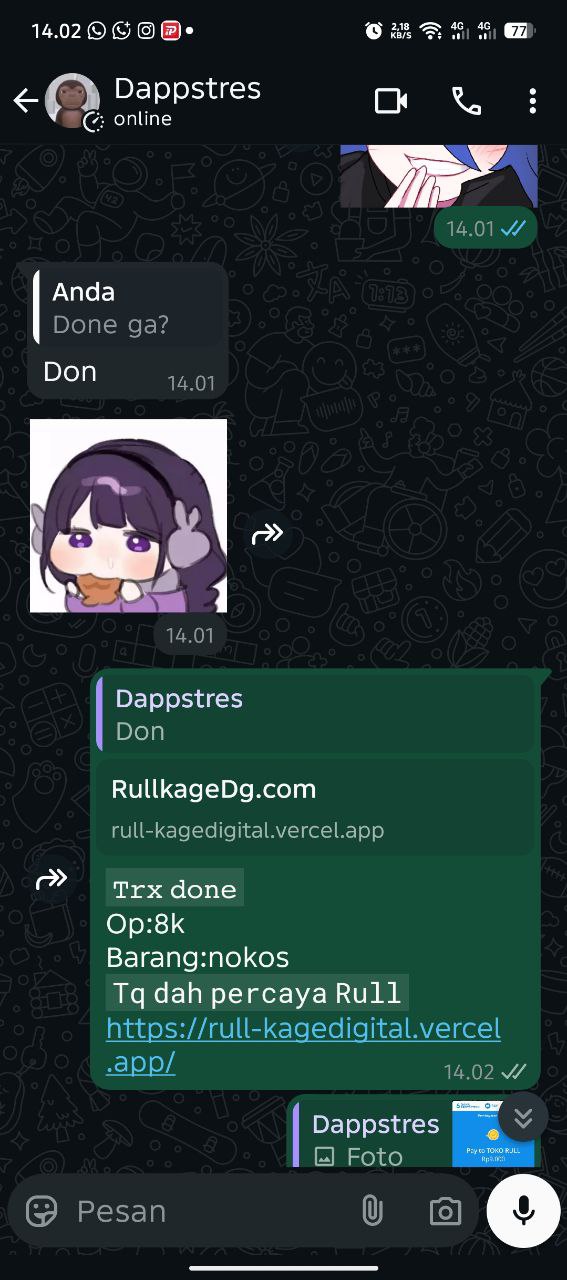 14.02
2,18
KB/S
4G
4G
77
Dappstres
online
14.01
Anda
Done ga?
Don
14.01
14.01
Dappstres
Don
RullkageDg.com
rull-kagedigital.vercel.app
Trx done
Op:8k
Barang:nokos
Tq dah percaya Rull
https://rull-kagedigital.vercel
.app/
14.02
Dappstres
Foto
Pay to TOKO RULL
Pesan